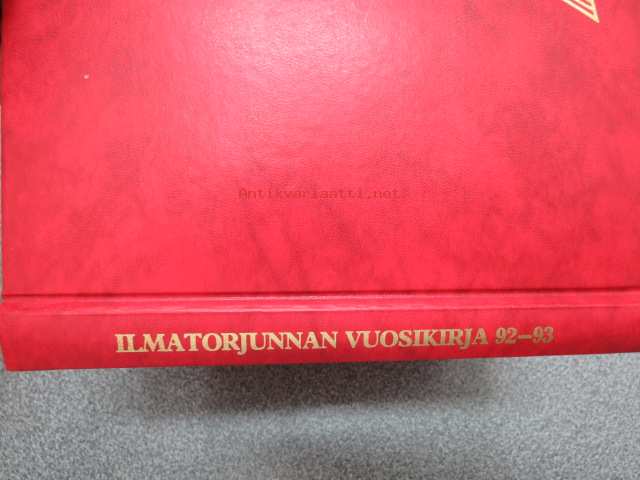 Antikvariaatti.net
ILMATORJUNNAN VUOSIKIRJA 92-93